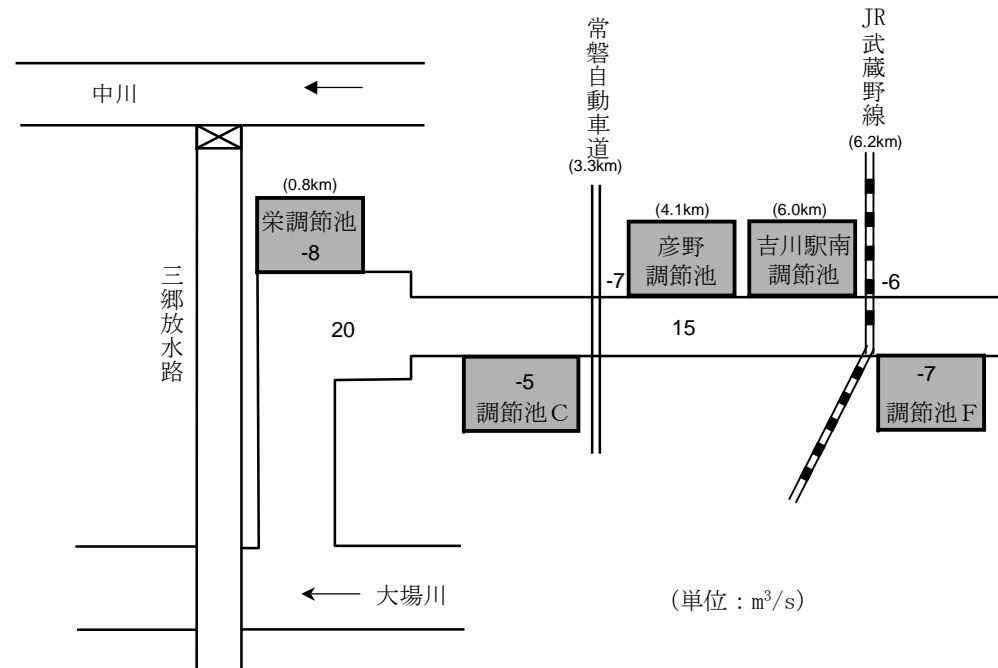 中川
常磐自動車道
(3.3km)
JR武蔵野線
(6.2km)
(0.8km)
栄調節池
-8
(4.1km)
彦野
調節池
(6.0km)
吉川駅南
調節池
-7
-6
三郷放水路
20
15
-5
調節池C
-7
調節池F
大場川
(単位：m³/s)